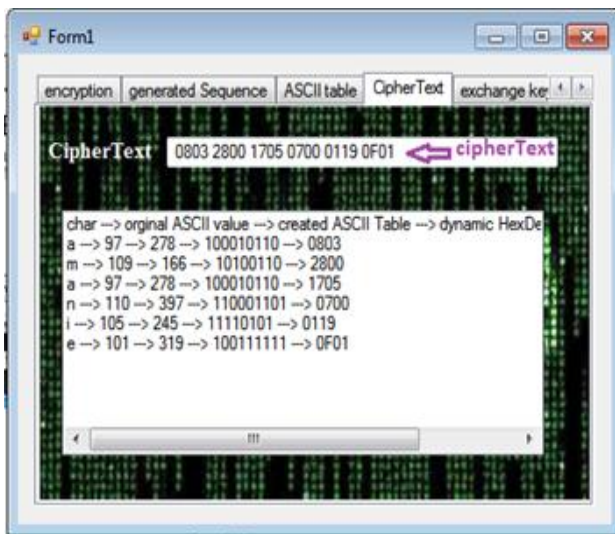 Form1
encryption generated Sequence ASCII table CipherText exchange ke
CipherText 0803 2800 1705 0700 0119 0F01 cipherText
char --> orginal ASCII value --> created ASCII Table --> dynamic HexDe
a --> 97 --> 278 --> 100010110 --> 0803
m --> 109 --> 166 --> 10100110 --> 2800
a --> 97 --> 278 --> 100010110 --> 1705
n --> 110 --> 397 --> 110001101 --> 0700
i --> 105 --> 245 --> 11110101 --> 0119
e --> 101 --> 319 --> 100111111 --> 0F01